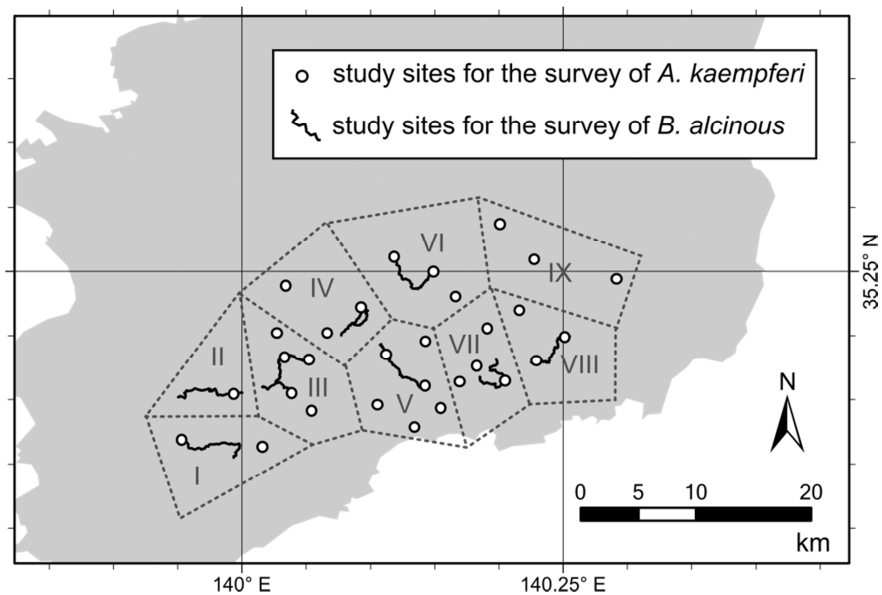 study sites for the survey of A. kaempferi
study sites for the survey of B. alcinous
VI
IX
35.25° N
IV
VII
II
VIII
III
V
I
N
0 5 10 20
km
140° E 140.25° E